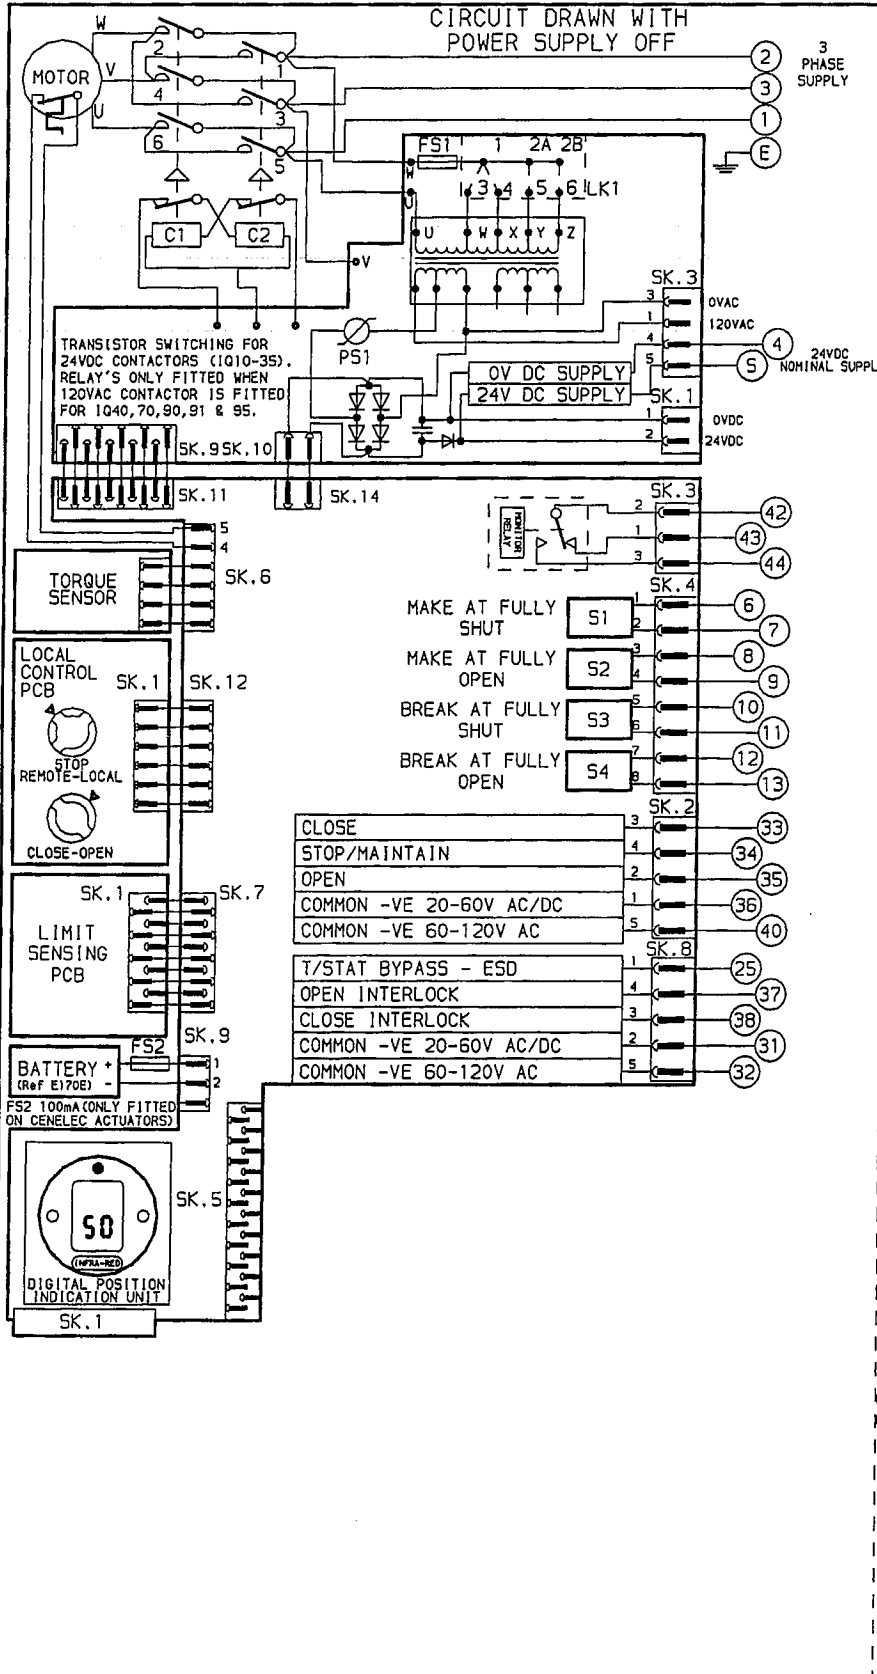 CIRCUIT DRAWN WITH
POWER SUPPLY OFF
3
PHASE
SUPPLY
MOTOR
W
V
U
2
4
6
1
3
5
2
3
1
E
FS1
1
2A
2B
W
U
3
4
5
6
LK1
U
W
X
Y
Z
C1
C2
V
TRANSISTOR SWITCHING FOR
24VDC CONTACTORS (IQ10-35).
RELAY'S ONLY FITTED WHEN
120VAC CONTACTOR IS FITTED
FOR IQ40,70,90,91 & 95.
PS1
SK.3
3
0VAC
1
120VAC
4
4
5
5
24VDC
NOMINAL SUPPL
0V DC SUPPLY
24V DC SUPPLY
SK.1
1
0VDC
2
24VDC
SK.9
SK.10
SK.11
SK.14
5
4
SK.6
TORQUE
SENSOR
MONITOR
RELAY
SK.3
2
42
1
43
3
44
SK.4
MAKE AT FULLY
SHUT
S1
1
6
2
7
MAKE AT FULLY
OPEN
S2
3
8
4
9
BREAK AT FULLY
SHUT
S3
5
10
6
11
BREAK AT FULLY
OPEN
S4
7
12
8
13
LOCAL
CONTROL
PCB
SK.1
SK.12
STOP
REMOTE-LOCAL
CLOSE-OPEN
SK.2
CLOSE
3
33
STOP/MAINTAIN
4
34
OPEN
2
35
COMMON -VE 20-60V AC/DC
1
36
COMMON -VE 60-120V AC
5
40
SK.8
T/STAT BYPASS - ESD
1
25
OPEN INTERLOCK
4
37
CLOSE INTERLOCK
3
38
COMMON -VE 20-60V AC/DC
2
31
COMMON -VE 60-120V AC
5
32
SK.1
SK.7
LIMIT
SENSING
PCB
FS2
SK.9
BATTERY
(Ref E170E)
+
-
1
2
FS2 100mA(ONLY FITTED
ON CENELEC ACTUATORS)
SK.5
50
INFRA-RED
DIGITAL POSITION
INDICATION UNIT
SK.1